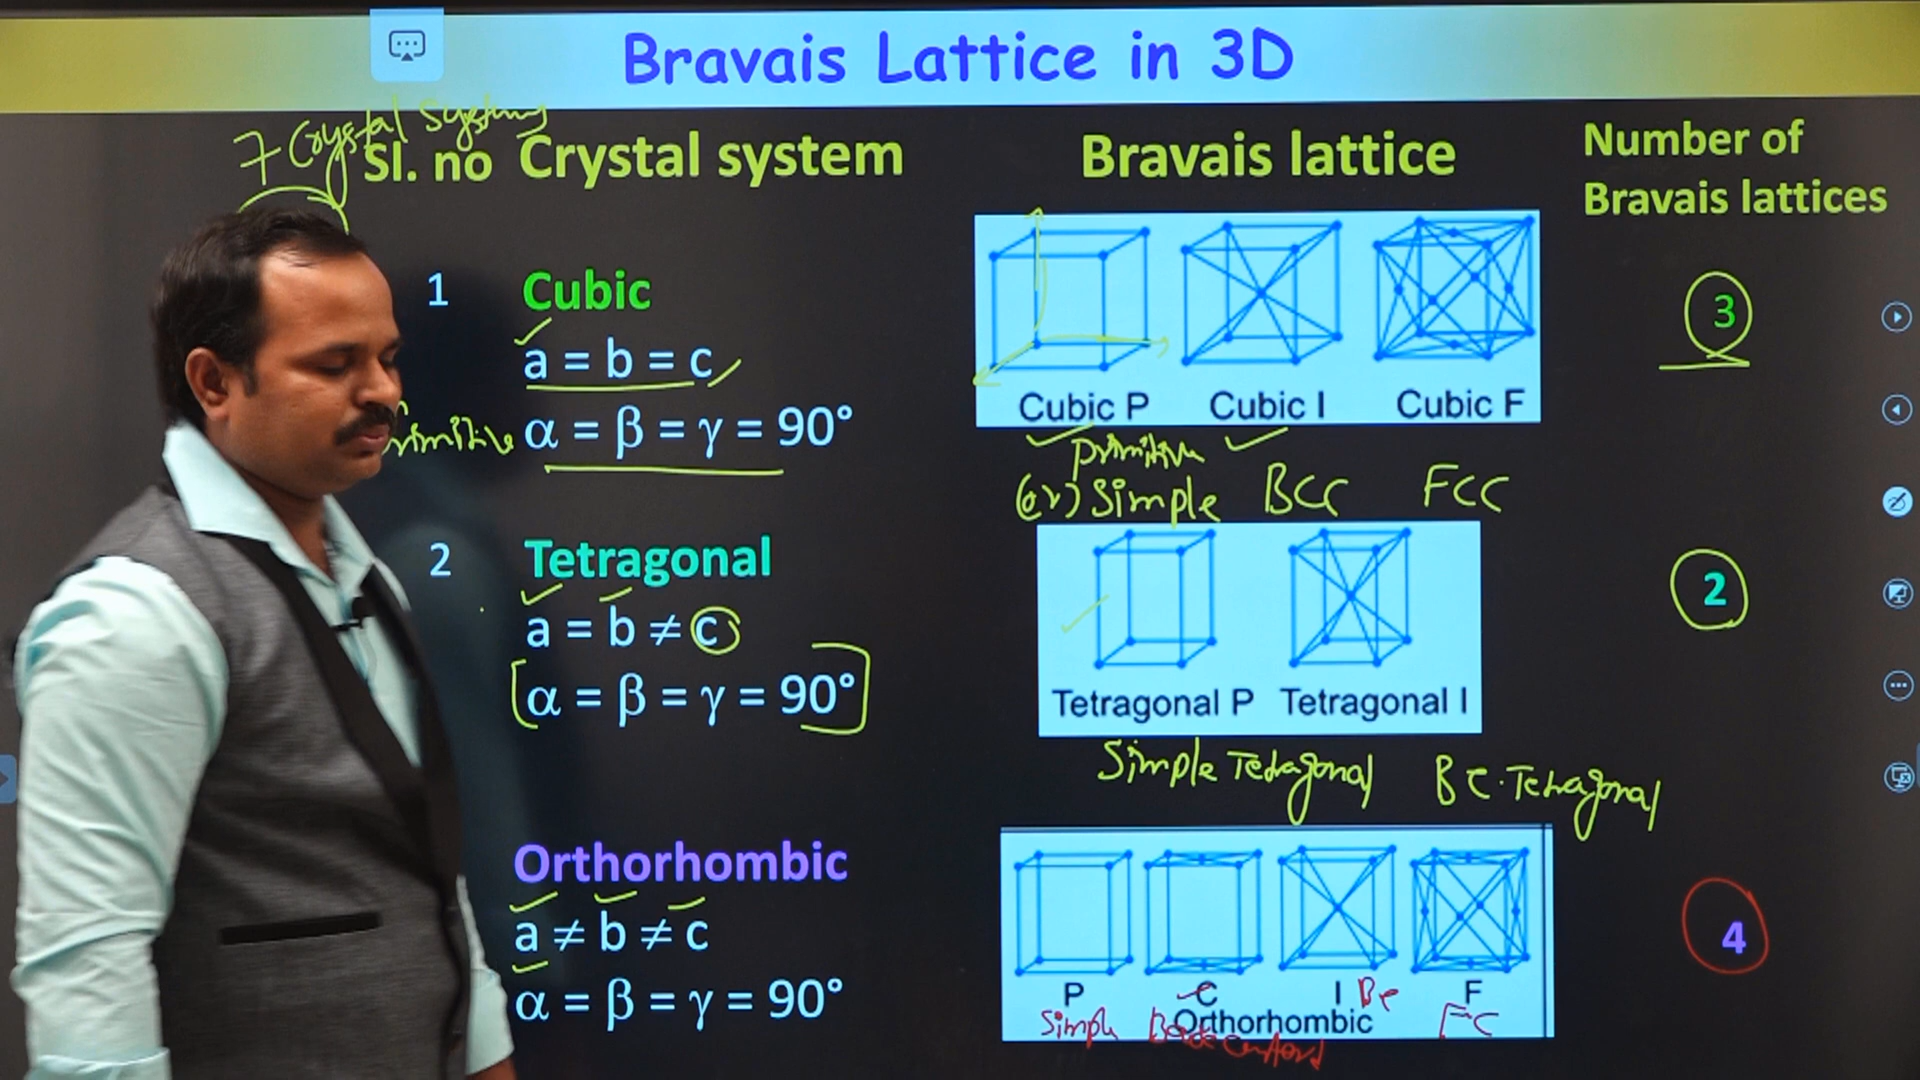 Bravais Lattice in 3D
7 Crystal Systems
Sl. no Crystal system Bravais lattice Number of Bravais lattices
1 Cubic
a = b = c
α = β = γ = 90°
Cubic P Cubic I Cubic F
3
Primitive
(or) Simple BCC FCC
2 Tetragonal
a = b ≠ c
α = β = γ = 90°
Tetragonal P Tetragonal I
2
Simple Tetragonal BC.Tetragonal
Orthorhombic
a ≠ b ≠ c
α = β = γ = 90°
P C I BC F
Simple Orthorhombic FC
4